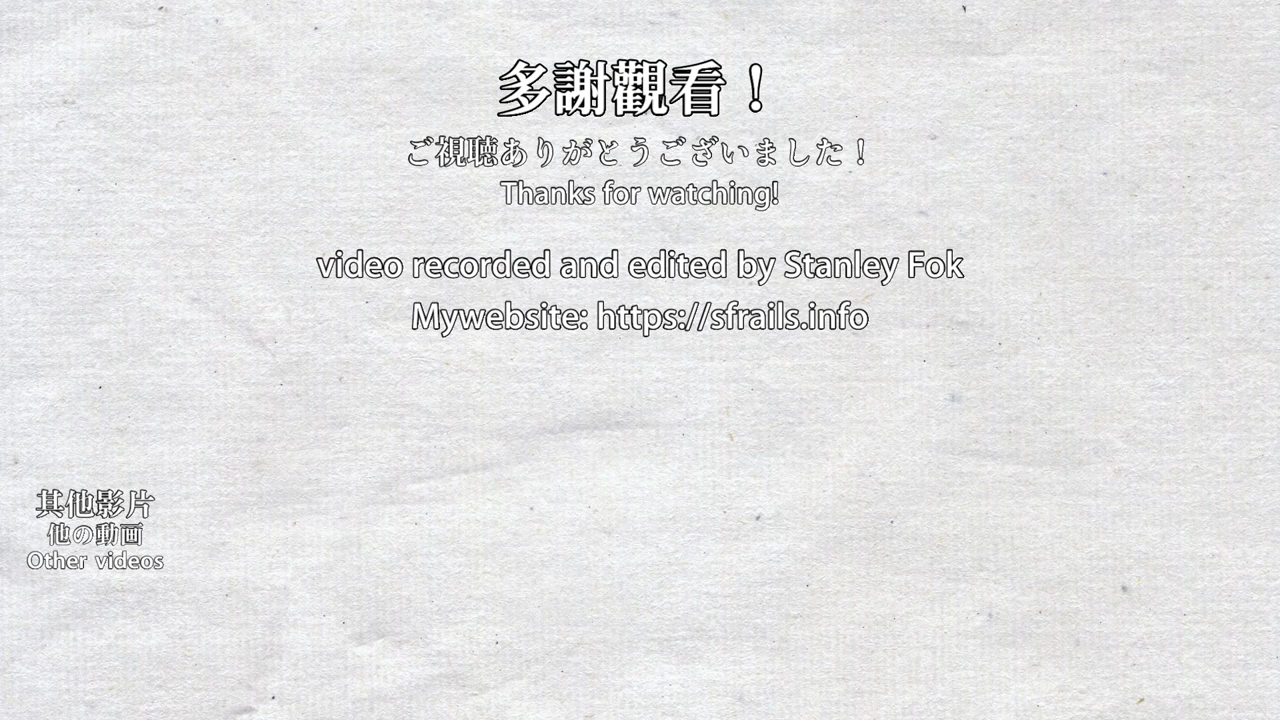 多謝觀看！
ご視聴ありがとうございました！
Thanks for watching!
video recorded and edited by Stanley Fok
Mywebsite: https://sfrails.info
其他影片
他の動画
Other videos